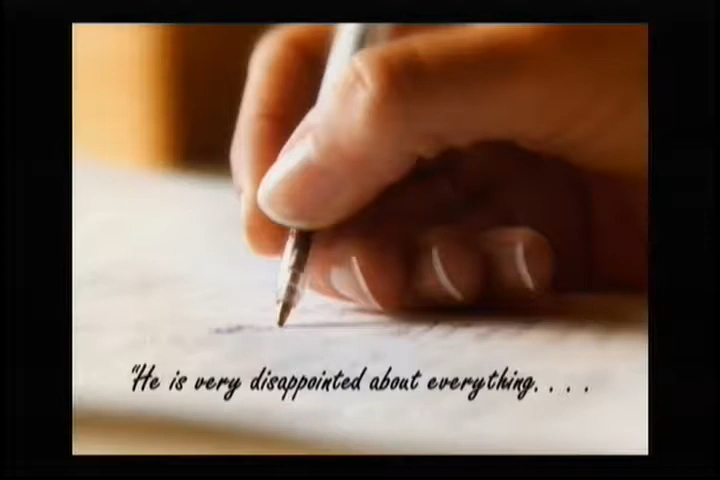 "He is very disappointed about everything. . . .